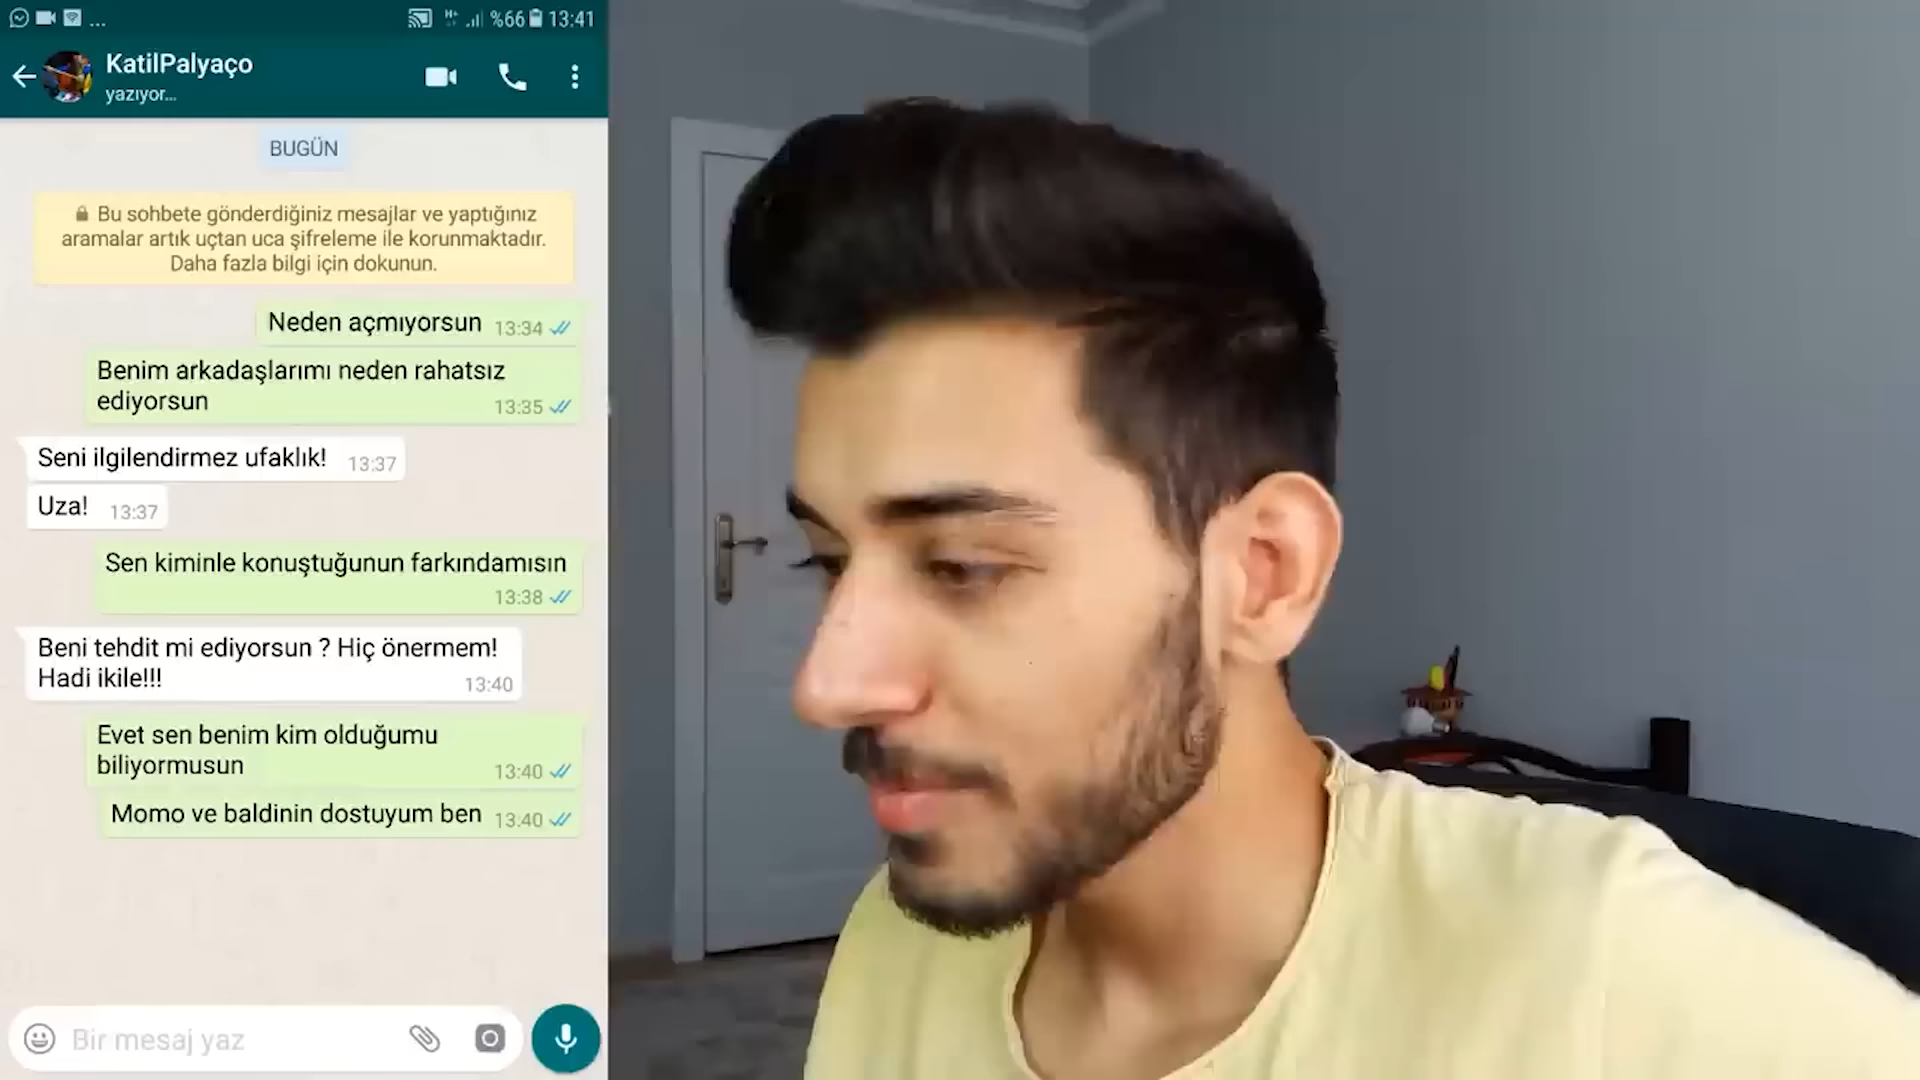 ... %66 13:41
KatilPalyaço
yazıyor...
BUGÜN
Bu sohbete gönderdiğiniz mesajlar ve yaptığınız
aramalar artık uçtan uca şifreleme ile korunmaktadır.
Daha fazla bilgi için dokunun.
Neden açmıyorsun 13:34
Benim arkadaşlarımı neden rahatsız
ediyorsun 13:35
Seni ilgilendirmez ufaklık! 13:37
Uza! 13:37
Sen kiminle konuştuğunun farkındamısın
13:38
Beni tehdit mi ediyorsun ? Hiç önermem!
Hadi ikile!!! 13:40
Evet sen benim kim olduğumu
biliyormusun 13:40
Momo ve baldinin dostuyum ben 13:40
Bir mesaj yaz